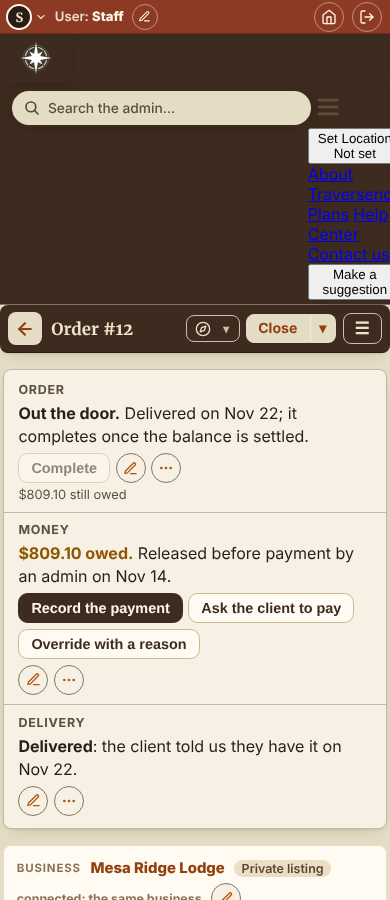 S User: Staff
Search the admin...
Set Location
Not set
About
Plans Help
Center
Contact us
Make a
suggestion
Order #12
Close
ORDER
Out the door. Delivered on Nov 22; it
completes once the balance is settled.
Complete
$809.10 still owed
MONEY
$809.10 owed. Released before payment by
an admin on Nov 14.
Record the payment Ask the client to pay
Override with a reason
DELIVERY
Delivered: the client told us they have it on
Nov 22.
BUSINESS Mesa Ridge Lodge Private listing
connected: the same business